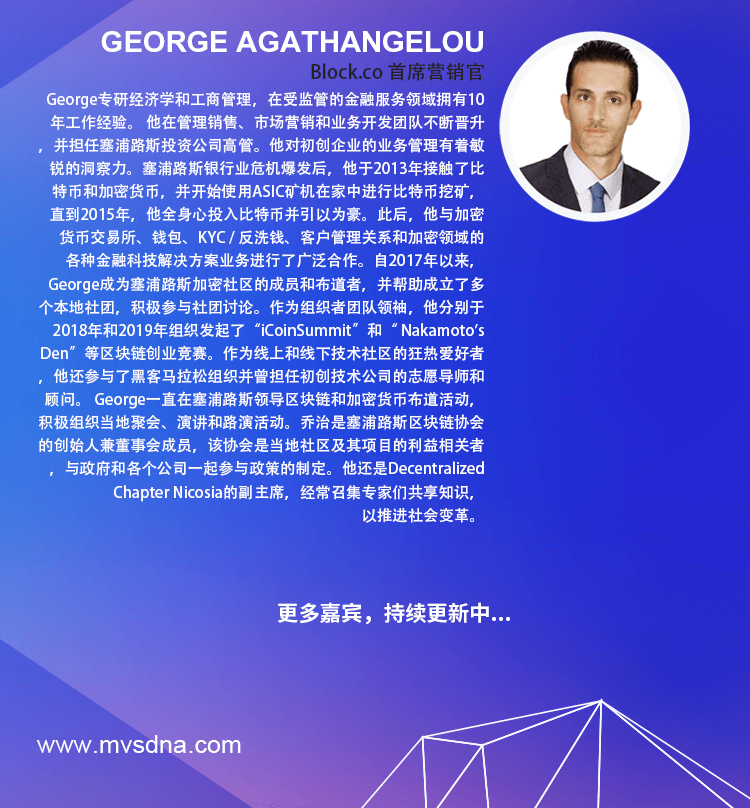 GEORGE AGATHANGELOU
Block.co 首席营销官
George专研经济学和工商管理，在受监管的金融服务领域拥有10
年工作经验。 他在管理销售、市场营销和业务开发团队不断晋升
，并担任塞浦路斯投资公司高管。他对初创企业的业务管理有着敏
锐的洞察力。塞浦路斯银行业危机爆发后，他于2013年接触了比
特币和加密货币，并开始使用ASIC矿机在家中进行比特币挖矿，
直到2015年，他全身心投入比特币并引以为豪。此后，他与加密
货币交易所、钱包、KYC / 反洗钱、客户管理关系和加密领域的
各种金融科技解决方案业务进行了广泛合作。自2017年以来，
George成为塞浦路斯加密社区的成员和布道者，并帮助成立了多
个本地社团，积极参与社团讨论。作为组织者团队领袖，他分别于
2018年和2019年组织发起了“iCoinSummit”和“ Nakamoto’s
Den”等区块链创业竞赛。作为线上和线下技术社区的狂热爱好者
，他还参与了黑客马拉松组织并曾担任初创技术公司的志愿导师和
顾问。 George一直在塞浦路斯领导区块链和加密货币布道活动，
积极组织当地聚会、演讲和路演活动。乔治是塞浦路斯区块链协会
的创始人兼董事会成员，该协会是当地社区及其项目的利益相关者
，与政府和各个公司一起参与政策的制定。他还是Decentralized
Chapter Nicosia的副主席，经常召集专家们共享知识，
以推进社会变革。
更多嘉宾，持续更新中...
www.mvsdna.com